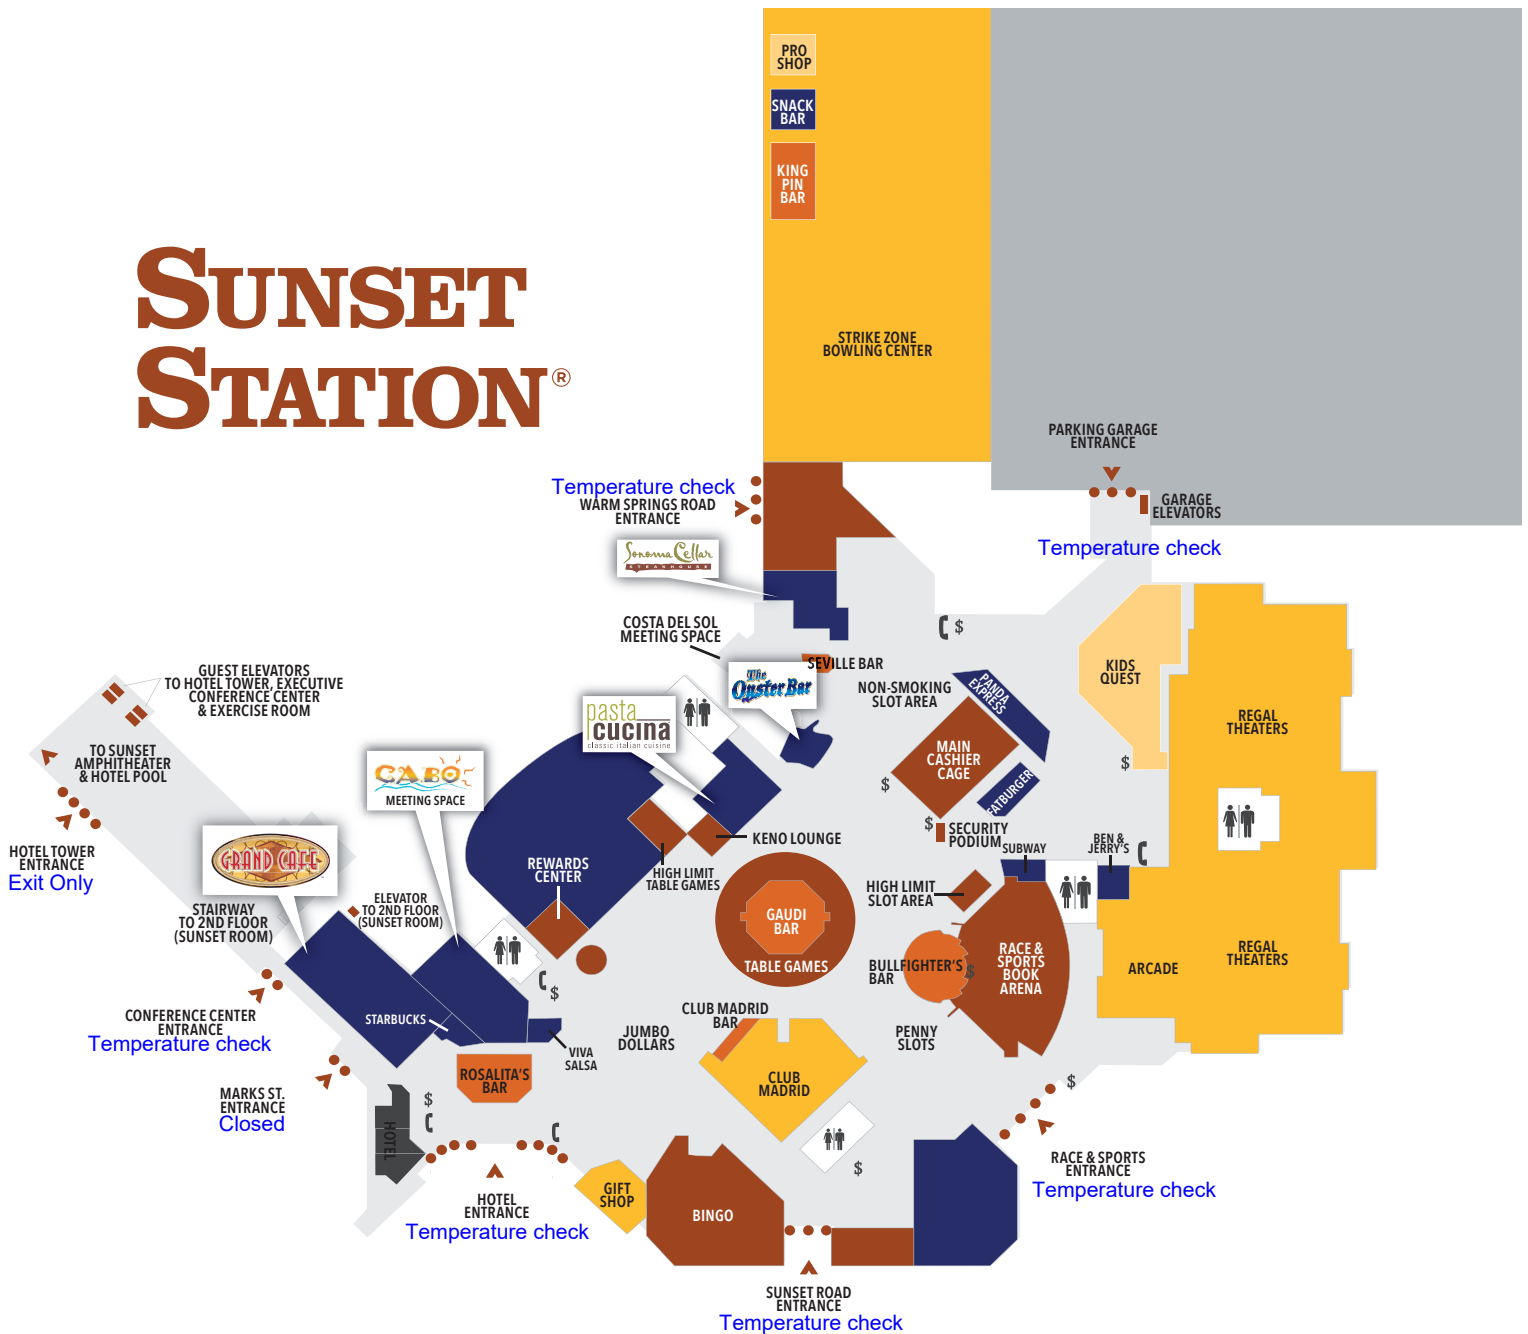 PRO
SHOP
SNACK
BAR
KING
PIN
BAR
SUNSET
STATION®
STRIKE ZONE
BOWLING CENTER
PARKING GARAGE
ENTRANCE
GARAGE
ELEVATORS
Temperature check
Temperature check
WARM SPRINGS ROAD
ENTRANCE
Sonoma Cellar
STEAKHOUSE
COSTA DEL SOL
MEETING SPACE
SEVILLE BAR
The
Oyster Bar
NON-SMOKING
SLOT AREA
PANDA
EXPRESS
KIDS
QUEST
REGAL
THEATERS
GUEST ELEVATORS
TO HOTEL TOWER, EXECUTIVE
CONFERENCE CENTER
& EXERCISE ROOM
TO SUNSET
AMPHITHEATER
& HOTEL POOL
pasta
cucina
classic italian cuisine
MAIN
CASHIER
CAGE
FATBURGER
CABO
MEETING SPACE
$
$
$
$
SECURITY
PODIUM
SUBWAY
BEN &
JERRY'S
KENO LOUNGE
HIGH LIMIT
TABLE GAMES
REWARDS
CENTER
HIGH LIMIT
SLOT AREA
HOTEL TOWER
ENTRANCE
Exit Only
GRAND CAFE
STAIRWAY
TO 2ND FLOOR
(SUNSET ROOM)
ELEVATOR
TO 2ND FLOOR
(SUNSET ROOM)
GAUDI
BAR
TABLE GAMES
BULLFIGHTER'S
BAR
$
RACE &
SPORTS
BOOK
ARENA
ARCADE
REGAL
THEATERS
$
CONFERENCE CENTER
ENTRANCE
Temperature check
STARBUCKS
VIVA
SALSA
JUMBO
DOLLARS
CLUB MADRID
BAR
PENNY
SLOTS
CLUB
MADRID
ROSALITA'S
BAR
MARKS ST.
ENTRANCE
Closed
$
$
HOTEL
$
HOTEL
ENTRANCE
Temperature check
GIFT
SHOP
BINGO
RACE & SPORTS
ENTRANCE
Temperature check
SUNSET ROAD
ENTRANCE
Temperature check